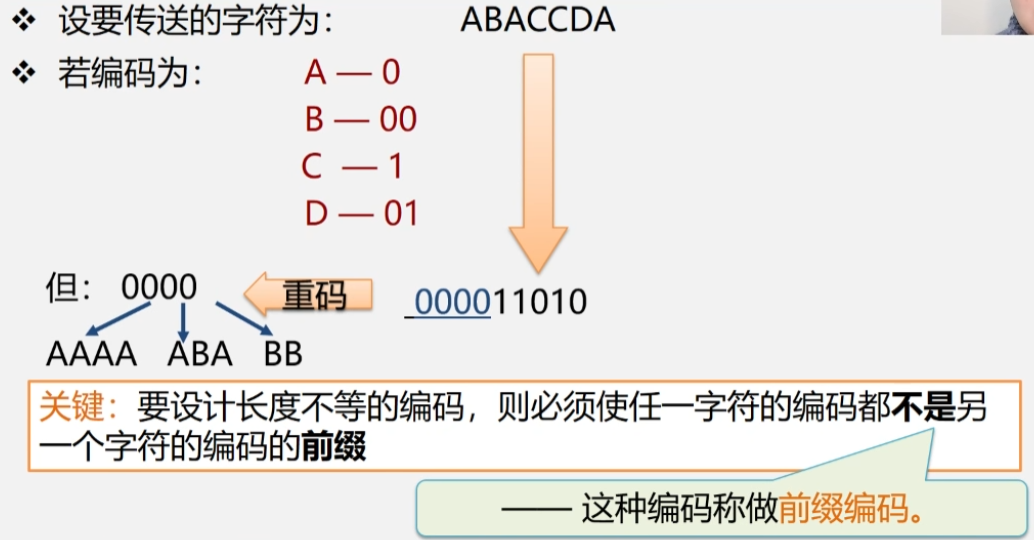 ❖ 设要传送的字符为： ABACCDA
❖ 若编码为： A — 0
B — 00
C — 1
D — 01
但： 0000 重码 000011010
AAAA ABA BB
关键：要设计长度不等的编码，则必须使任一字符的编码都不是另
一个字符的编码的前缀
—— 这种编码称做前缀编码。